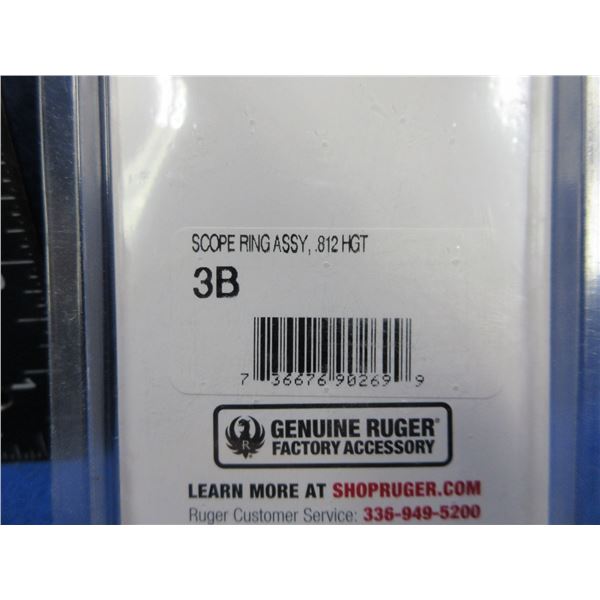 SCOPE RING ASSY, .812 HGT
3B
7 36676 90269 9
GENUINE RUGER®
FACTORY ACCESSORY
LEARN MORE AT SHOPRUGER.COM
Ruger Customer Service: 336-949-5200
1